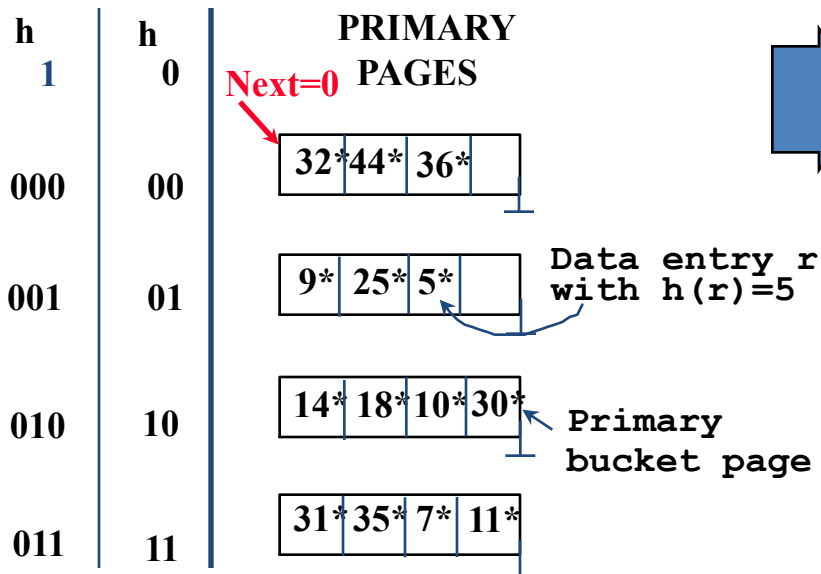 h h PRIMARY
1 0 Next=0 PAGES
000 00 32* 44* 36*
001 01 9* 25* 5* Data entry r
with h(r)=5
010 10 14* 18* 10* 30* Primary
bucket page
011 11 31* 35* 7* 11*